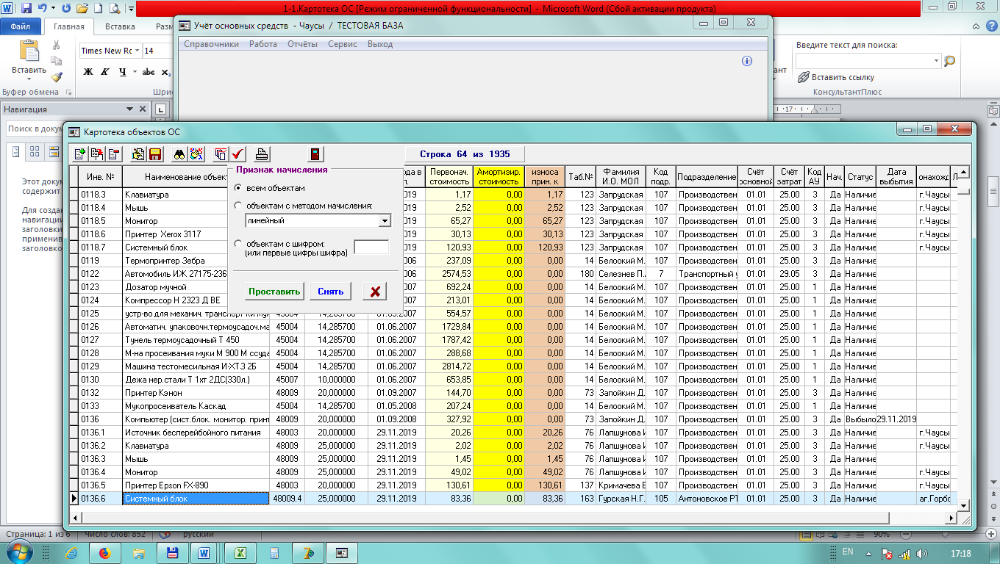 1-1.Картотека ОС [Режим ограниченной функциональности] - Microsoft Word (Сбой активации продукта)
Файл Главная Вставка
Учёт основных средств - Чаусы / ТЕСТОВАЯ БАЗА
Справочники Работа Отчёты Сервис Выход
Times New Ro 14
Вставить
Ж К Ч abc x₂
Буфер обмена
Введите текст для поиска:
Вставить ссылку
КонсультантПлюс
Навигация
17
Картотека объектов ОС
Строка 64 из 1935
Признак начисления
всем объектам
объектам с методом начисления:
линейный
объектам с шифром:
(или первые цифры шифра)
Проставить Снять
Инв. № Первонач. стоимость Амортизир. стоимость износа прин. к Таб.№ Фамилия И.О. МОЛ Код подр. Подразделение Счёт затрат Код АУ Нач. Статус Дата выбытия
0118.3 Клавиатура 1,17 0,00 1,17 123 Запрудская 107 Производствен 01.01 25.00 3 Да Наличие г.Чаусы
0118.4 Мышь 2,52 0,00 2,52 123 Запрудская 107 Производствен 01.01 25.00 3 Да Наличие г.Чаусы
0118.5 Монитор 65,27 0,00 65,27 123 Запрудская 107 Производствен 01.01 25.00 3 Да Наличие г.Чаусы
0118.6 Принтер Xerox 3117 30,13 0,00 30,13 123 Запрудская 107 Производствен 01.01 25.00 3 Да Наличие г.Чаусы
0118.7 Системный блок 120,93 0,00 120,93 123 Запрудская 107 Производствен 01.01 25.00 3 Да Наличие г.Чаусы
0119 Термопринтер Зебра 237,09 0,00 0,00 14 Белоокий М. 107 Производствен 01.01 25.00 3 Да Наличие
0122 Автомобиль ИЖ 27175-236 2574,53 0,00 0,00 180 Селезнев П. 7 Транспортный 01.01 29.05 3 Да Наличие
0123 Дозатор мучной 692,24 0,00 0,00 14 Белоокий М. 107 Производствен 01.01 25.00 1 Да Наличие
0124 Компрессор Н 2323 Д ВЕ 213,01 0,00 0,00 14 Белоокий М. 107 Производствен 01.01 25.00 1 Да Наличие
0125 устр-во для механич. 554,57 0,00 0,00 14 Белоокий М. 107 Производствен 01.01 25.00 1 Да Наличие
0126 Автоматич. упаковочн.термоусадоч.ма 45004 14,285700 01.06.2007 1729,84 0,00 0,00 14 Белоокий М. 107 Производствен 01.01 25.00 1 Да Наличие
0127 Тунель термоусадочный Т 450 45004 14,285700 01.06.2007 1787,42 0,00 0,00 14 Белоокий М. 107 Производствен 01.01 25.00 1 Да Наличие
0128 М-на просеивания муки М 900 М ссуда 45004 14,285700 01.06.2007 288,68 0,00 0,00 14 Белоокий М. 107 Производствен 01.01 25.00 1 Да Наличие
0129 Машина тестомесильная И-ХТЗ 2Б 45004 14,285700 01.06.2007 2814,72 0,00 0,00 14 Белоокий М. 107 Производствен 01.01 25.00 1 Да Наличие
0130 Дежа нер.стали Т 1хт 2ДС(330л.) 45007 10,000000 01.06.2007 653,85 0,00 0,00 14 Белоокий М. 107 Производствен 01.01 25.00 1 Да Наличие
0132 Принтер Кэнон 48009 20,000000 01.09.2007 144,70 0,00 0,00 73 Запойкин Д. 107 Производствен 01.01 25.00 3 Да Наличие
0133 Мукопросеиватель Каскад 45004 14,285700 01.05.2008 207,24 0,00 0,00 14 Белоокий М. 107 Производствен 01.01 25.00 1 Да Наличие
0136 Компьютер (сист.блок. монитор. принт 48009 20,000000 01.09.2008 327,92 0,00 0,00 73 Запойкин Д. 107 Производствен 01.01 25.00 3 Да Выбыло 29.11.2019
0136.1 Источник бесперебойного питания 48003 20,000000 29.11.2019 20,26 0,00 20,26 76 Лапшунова И 107 Производствен 01.01 25.00 3 Да Наличие г.Чаусы
0136.2 Клавиатура 48009 25,000000 29.11.2019 2,02 0,00 2,02 76 Лапшунова И 107 Производствен 01.01 25.00 3 Да Наличие г.Чаусы
0136.3 Мышь 48009 25,000000 29.11.2019 1,45 0,00 1,45 76 Лапшунова И 107 Производствен 01.01 25.00 3 Да Наличие
0136.4 Монитор 48009 25,000000 29.11.2019 49,02 0,00 49,02 76 Лапшунова И 107 Производствен 01.01 25.00 3 Да Наличие г.Чаусы
0136.5 Принтер Epson FX-890 48003 20,000000 29.11.2019 130,61 0,00 130,61 137 Кримачева Е 107 Производствен 01.01 25.00 3 Да Наличие г.Чаусы
0136.6 Системный блок 48009.4 25,000000 29.11.2019 83,36 0,00 83,36 163 Гурская Н.Г. 105 Антоновское РТ 01.01 25.00 3 Да Наличие аг.Горбо
Страница: 1 из 6 Число слов: 852 русский 90%
EN 17:18